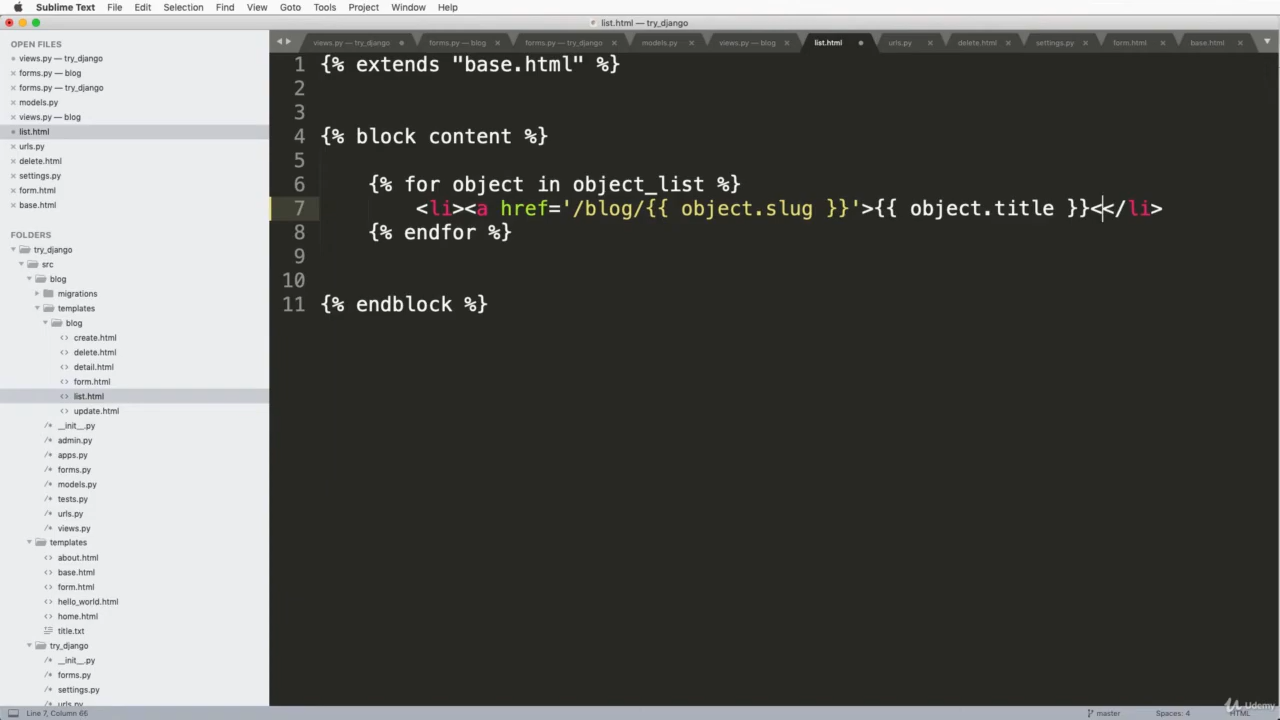 Sublime Text File Edit Selection Find View Goto Tools Project Window Help
list.html — try_django
OPEN FILES
views.py — try_django
forms.py — blog
forms.py — try_django
models.py
views.py — blog
list.html
urls.py
delete.html
settings.py
form.html
base.html
FOLDERS
try_django
src
blog
migrations
templates
blog
create.html
delete.html
detail.html
form.html
list.html
update.html
__init__.py
admin.py
apps.py
forms.py
models.py
tests.py
urls.py
views.py
templates
about.html
base.html
form.html
hello_world.html
home.html
title.txt
try_django
__init__.py
forms.py
settings.py
urls.py
views.py — try_django forms.py — blog forms.py — try_django models.py views.py — blog list.html urls.py delete.html settings.py form.html base.html
1 {% extends "base.html" %}
2
3
4 {% block content %}
5
6 {% for object in object_list %}
7 <li><a href='/blog/{{ object.slug }}'>{{ object.title }}<</li>
8 {% endfor %}
9
10
11 {% endblock %}
Line 7, Column 65 master Spaces: 4 HTML
Udemy